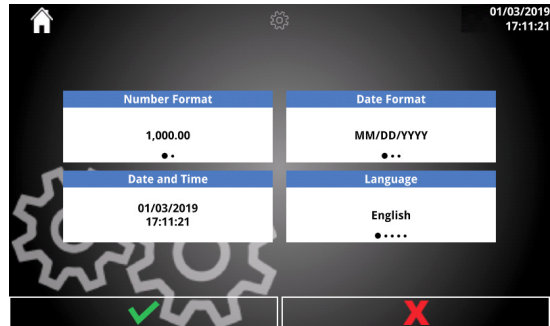 01/03/2019
17:11:21
Number Format
Date Format
1,000.00
MM/DD/YYYY
Date and Time
Language
01/03/2019
17:11:21
English